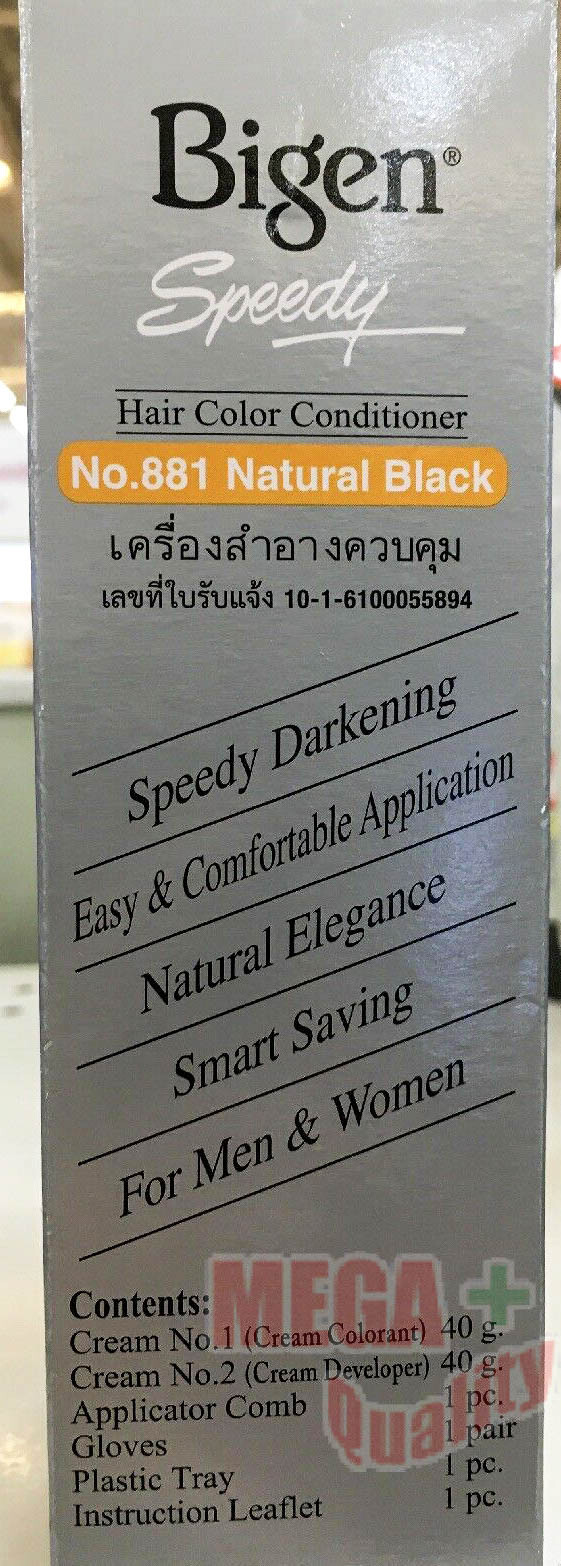 Bigen®
Speedy
Hair Color Conditioner
No.881 Natural Black
เครื่องสำอางควบคุม
เลขที่ใบรับแจ้ง 10-1-6100055894
Speedy Darkening
Easy & Comfortable Application
Natural Elegance
Smart Saving
For Men & Women
Contents:
Cream No.1 (Cream Colorant) 40 g.
Cream No.2 (Cream Developer) 40 g.
Applicator Comb 1 pc.
Gloves 1 pair
Plastic Tray 1 pc.
Instruction Leaflet 1 pc.
MEGA+
Quality